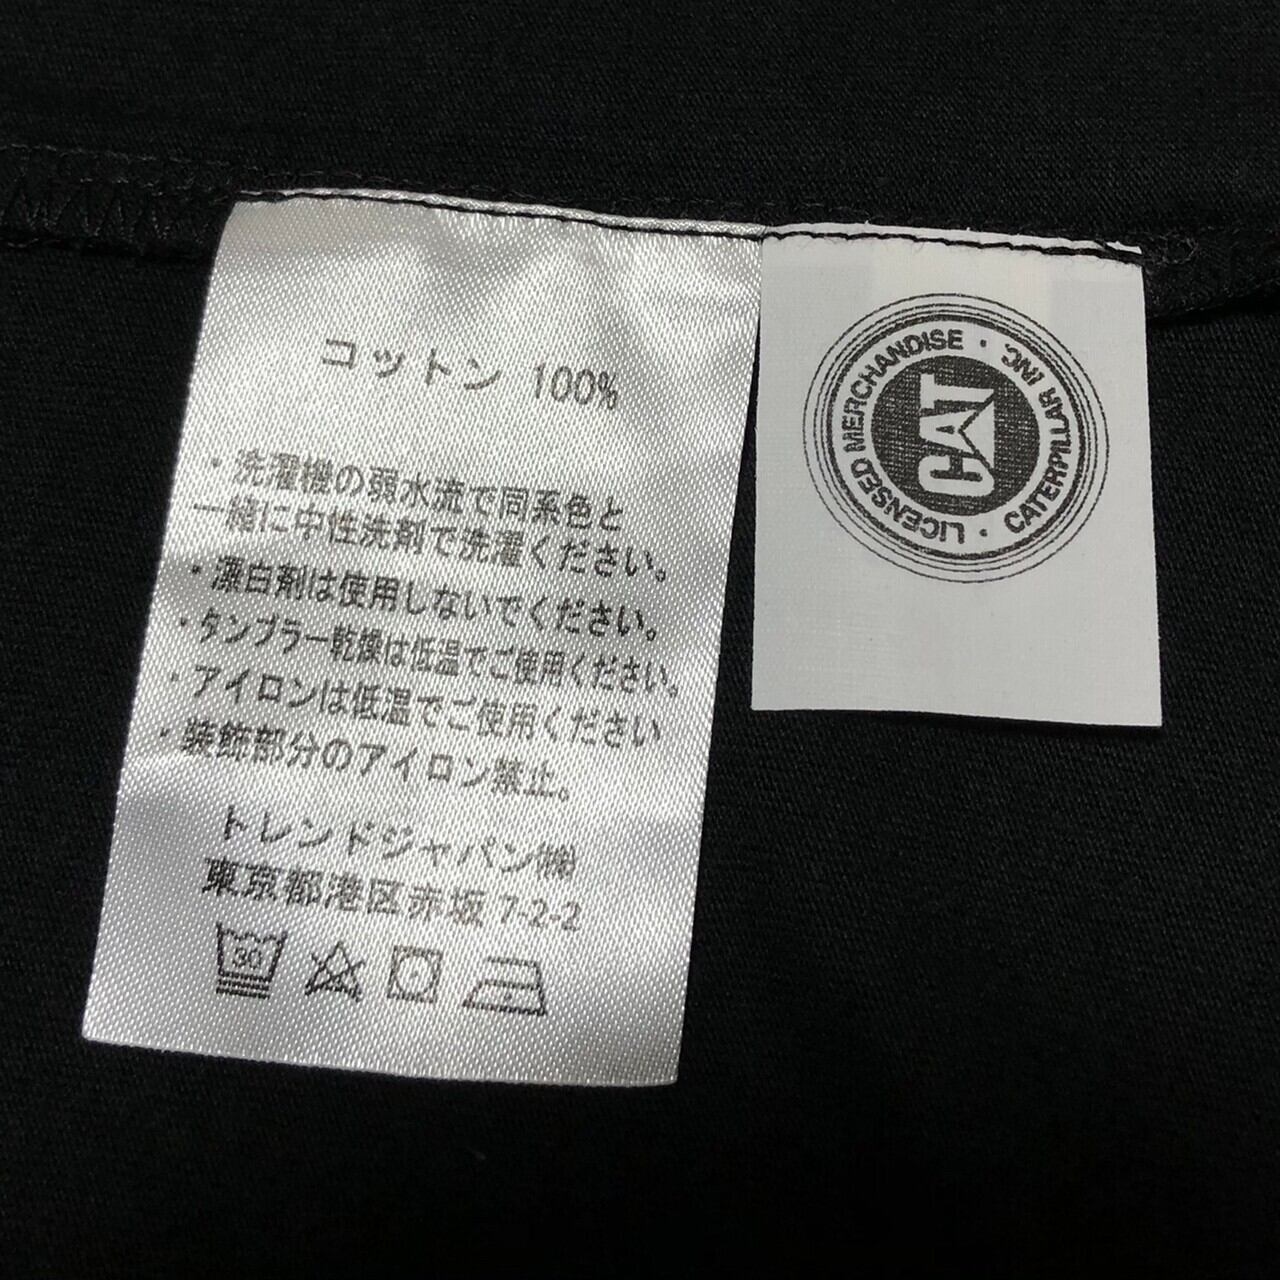 コットン 100%
・洗濯機の弱水流で同系色と
一緒に中性洗剤で洗濯ください。
・漂白剤は使用しないでください。
・タンブラー乾燥は低温でご使用ください。
・アイロンは低温でご使用ください
・装飾部分のアイロン禁止。
トレンドジャパン㈱
東京都港区赤坂 7-2-2
30
LICENSED MERCHANDISE · CATERPILLAR INC. ·
CAT